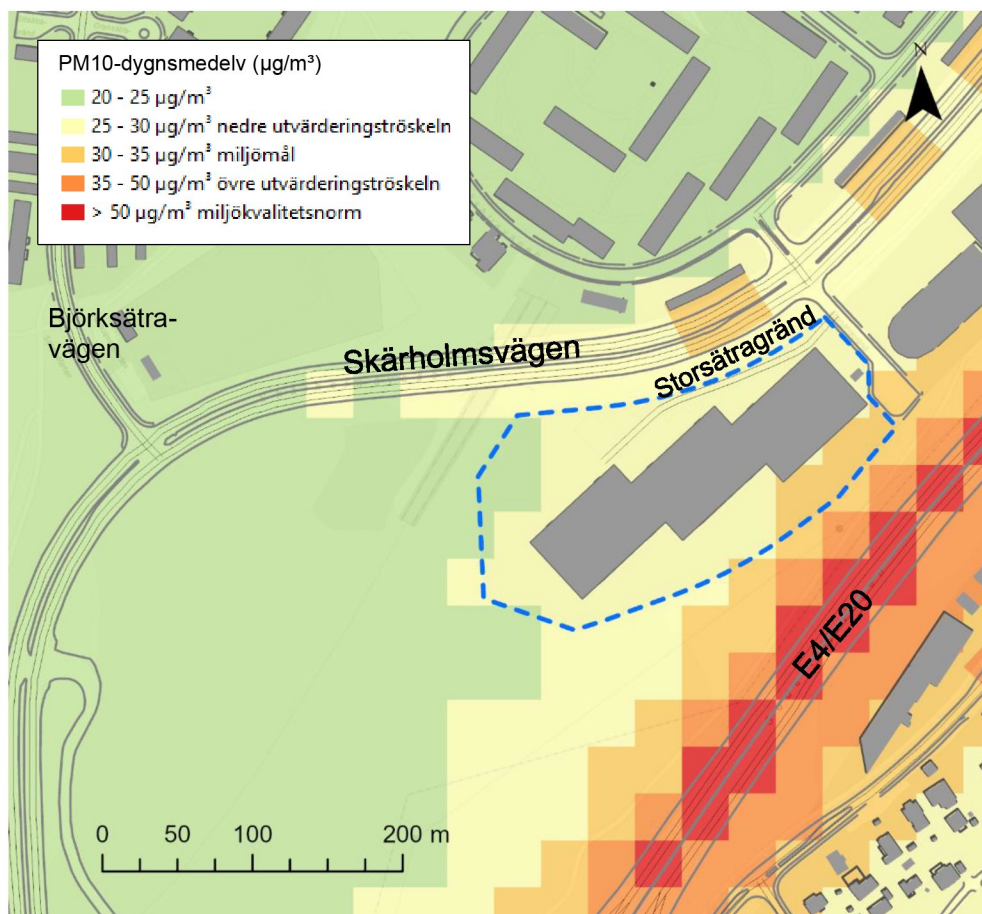 PM10-dygnsmedelv (µg/m³)
20 - 25 µg/m³
25 - 30 µg/m³ nedre utvärderingströskeln
30 - 35 µg/m³ miljömål
35 - 50 µg/m³ övre utvärderingströskeln
> 50 µg/m³ miljökvalitetsnorm
N
Björksätra-
vägen
Skärholmsvägen
Storsätragränd
E4/E20
0 50 100 200 m